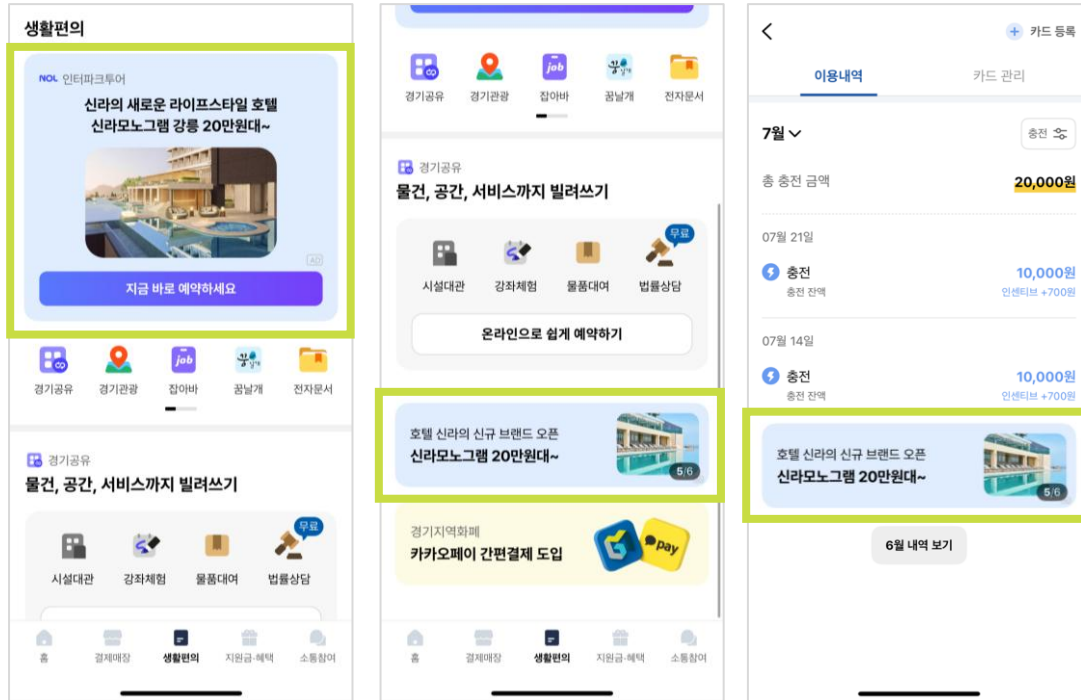 생활편의
NOL 인터파크투어
신라의 새로운 라이프스타일 호텔
신라모노그램 강릉 20만원대~
AD
지금 바로 예약하세요
경기공유 경기관광 잡아바 꿈날개 전자문서
job 꿈날개
경기공유
물건, 공간, 서비스까지 빌려쓰기
무료
시설대관 강좌체험 물품대여 법률상담
홈 결제매장 생활편의 지원금·혜택 소통참여
job 꿈날개
경기공유 경기관광 잡아바 꿈날개 전자문서
경기공유
물건, 공간, 서비스까지 빌려쓰기
무료
시설대관 강좌체험 물품대여 법률상담
온라인으로 쉽게 예약하기
호텔 신라의 신규 브랜드 오픈
신라모노그램 20만원대~
5/6
경기지역화폐
카카오페이 간편결제 도입
pay
홈 결제매장 생활편의 지원금·혜택 소통참여
+ 카드 등록
이용내역 카드 관리
7월
충전
총 충전 금액 20,000원
07월 21일
충전 10,000원
충전 잔액 인센티브 +700원
07월 14일
충전 10,000원
충전 잔액 인센티브 +700원
호텔 신라의 신규 브랜드 오픈
신라모노그램 20만원대~
5/6
6월 내역 보기